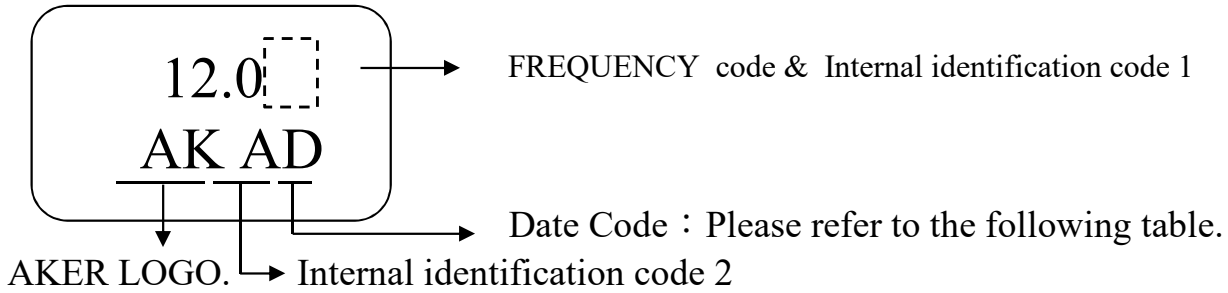 12.0 FREQUENCY code & Internal identification code 1
AK AD
Date Code：Please refer to the following table.
AKER LOGO. Internal identification code 2